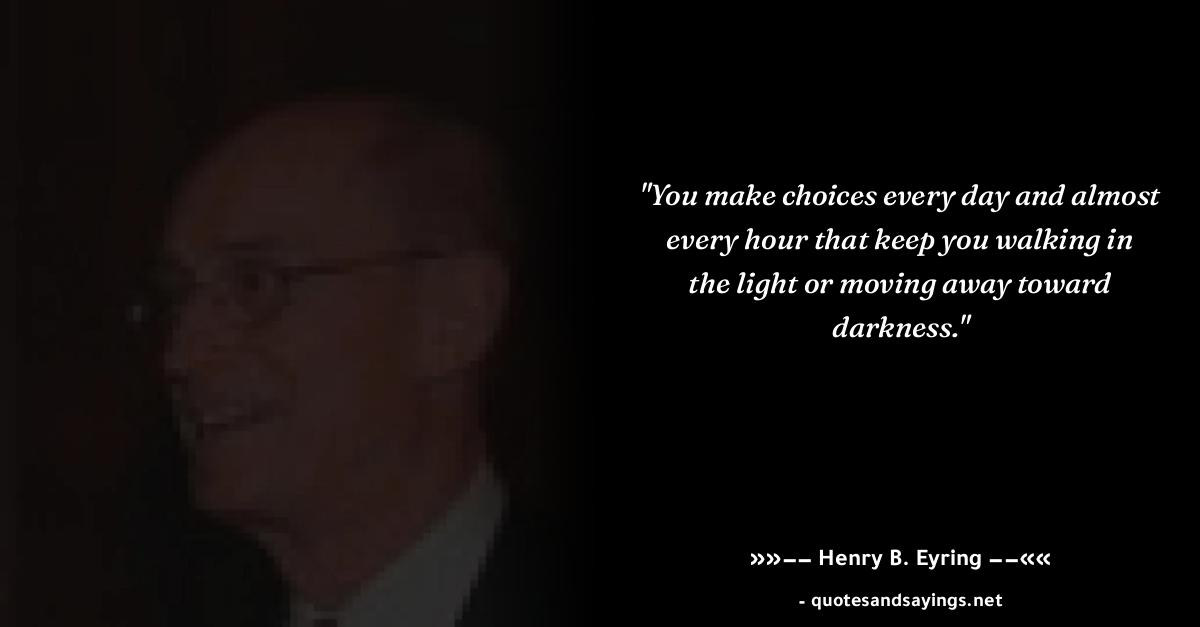 "You make choices every day and almost
every hour that keep you walking in
the light or moving away toward
darkness."
»»−− Henry B. Eyring −−««
- quotesandsayings.net